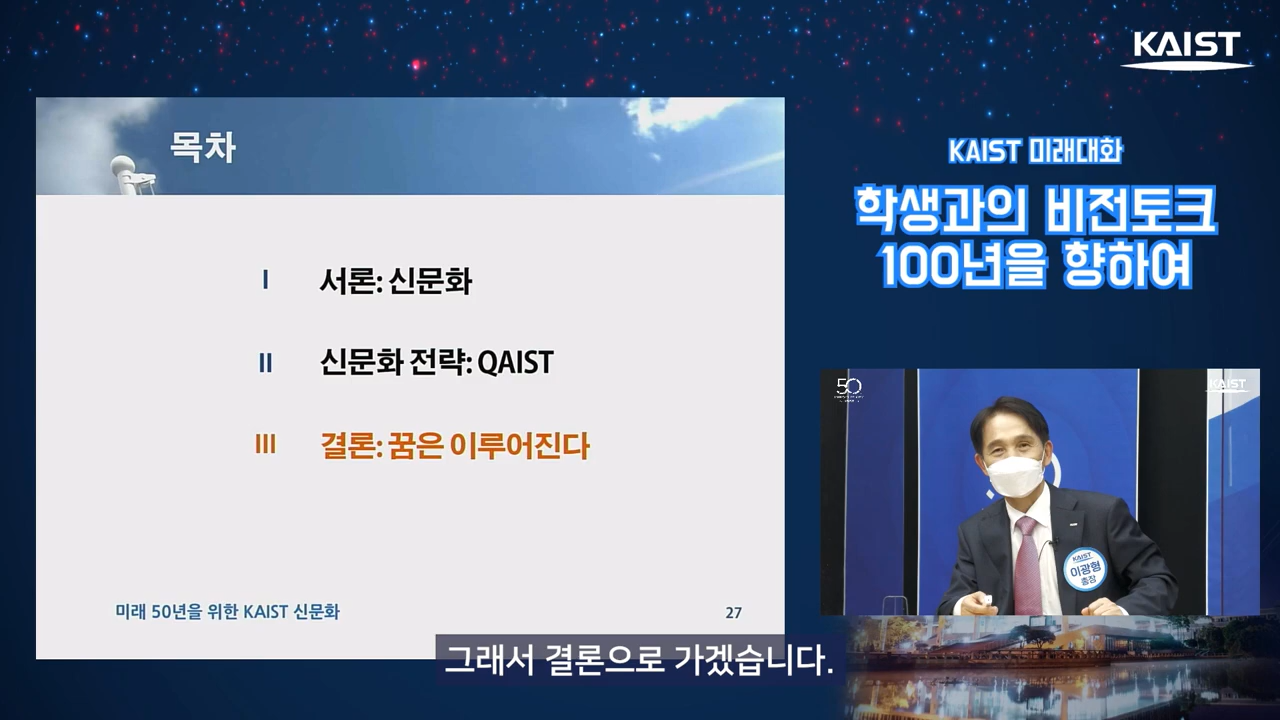 KAIST
목차
KAIST 미래대화
학생과의 비전토크
100년을 향하여
I 서론: 신문화
II 신문화 전략: QAIST
III 결론: 꿈은 이루어진다
50
KAIST
KAIST
이광형
총장
미래 50년을 위한 KAIST 신문화
27
그래서 결론으로 가겠습니다.